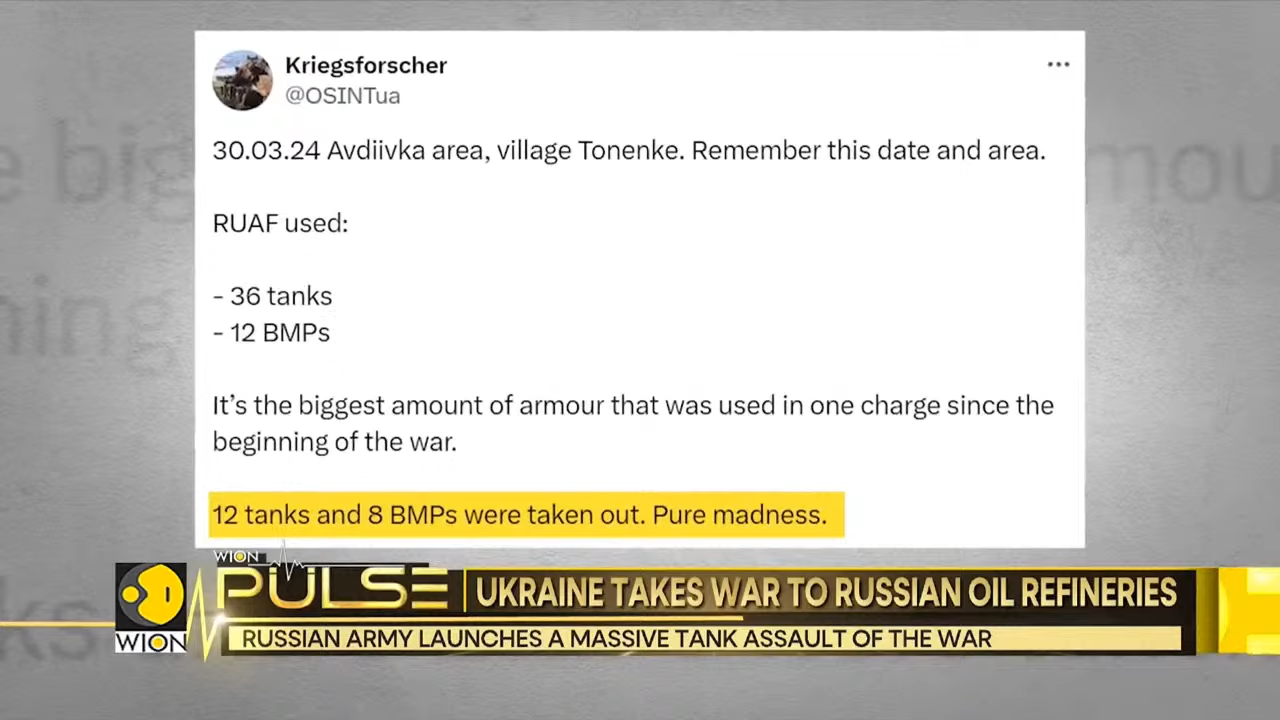 Kriegsforscher
@OSINTua
30.03.24 Avdiivka area, village Tonenke. Remember this date and area.
RUAF used:
- 36 tanks
- 12 BMPs
It's the biggest amount of armour that was used in one charge since the
beginning of the war.
12 tanks and 8 BMPs were taken out. Pure madness.
WION
PULSE
UKRAINE TAKES WAR TO RUSSIAN OIL REFINERIES
WION
RUSSIAN ARMY LAUNCHES A MASSIVE TANK ASSAULT OF THE WAR